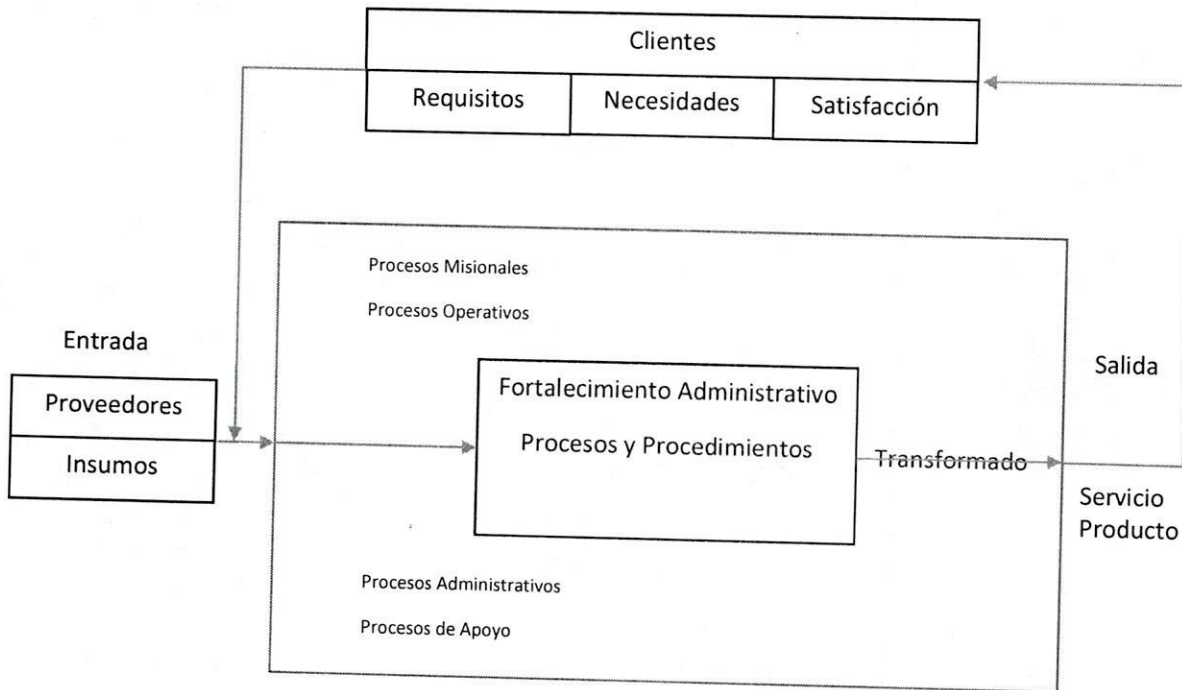 Clientes
Requisitos
Necesidades
Satisfacción
Procesos Misionales
Procesos Operativos
Entrada
Proveedores
Insumos
Fortalecimiento Administrativo
Procesos y Procedimientos
Transformado
Salida
Servicio
Producto
Procesos Administrativos
Procesos de Apoyo